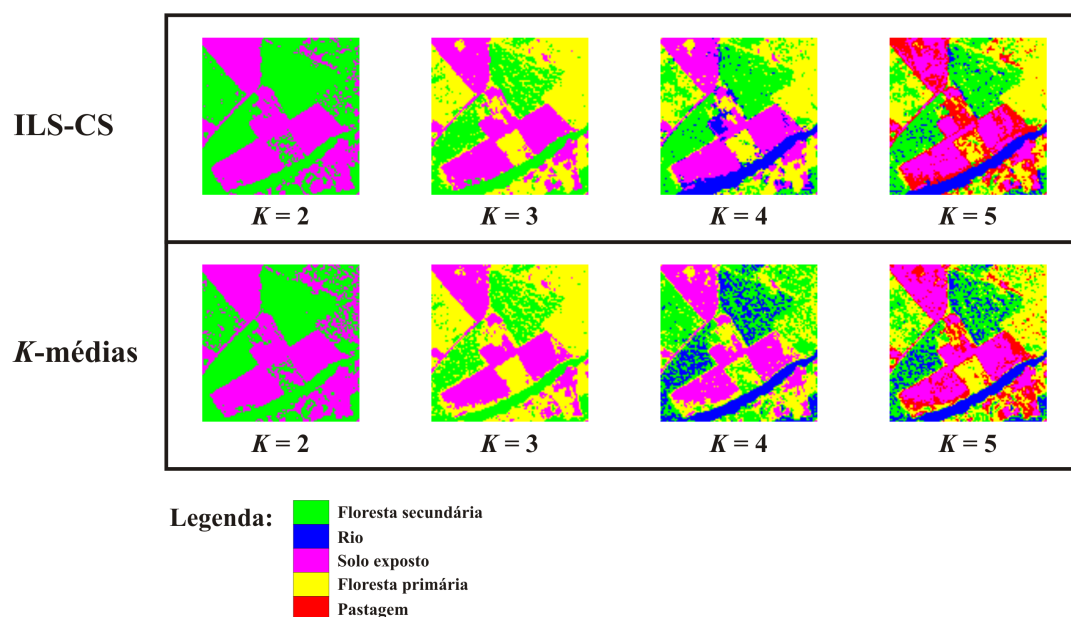 ILS-CS
K = 2
K = 3
K = 4
K = 5
K-médias
K = 2
K = 3
K = 4
K = 5
Legenda:
Floresta secundária
Rio
Solo exposto
Floresta primária
Pastagem